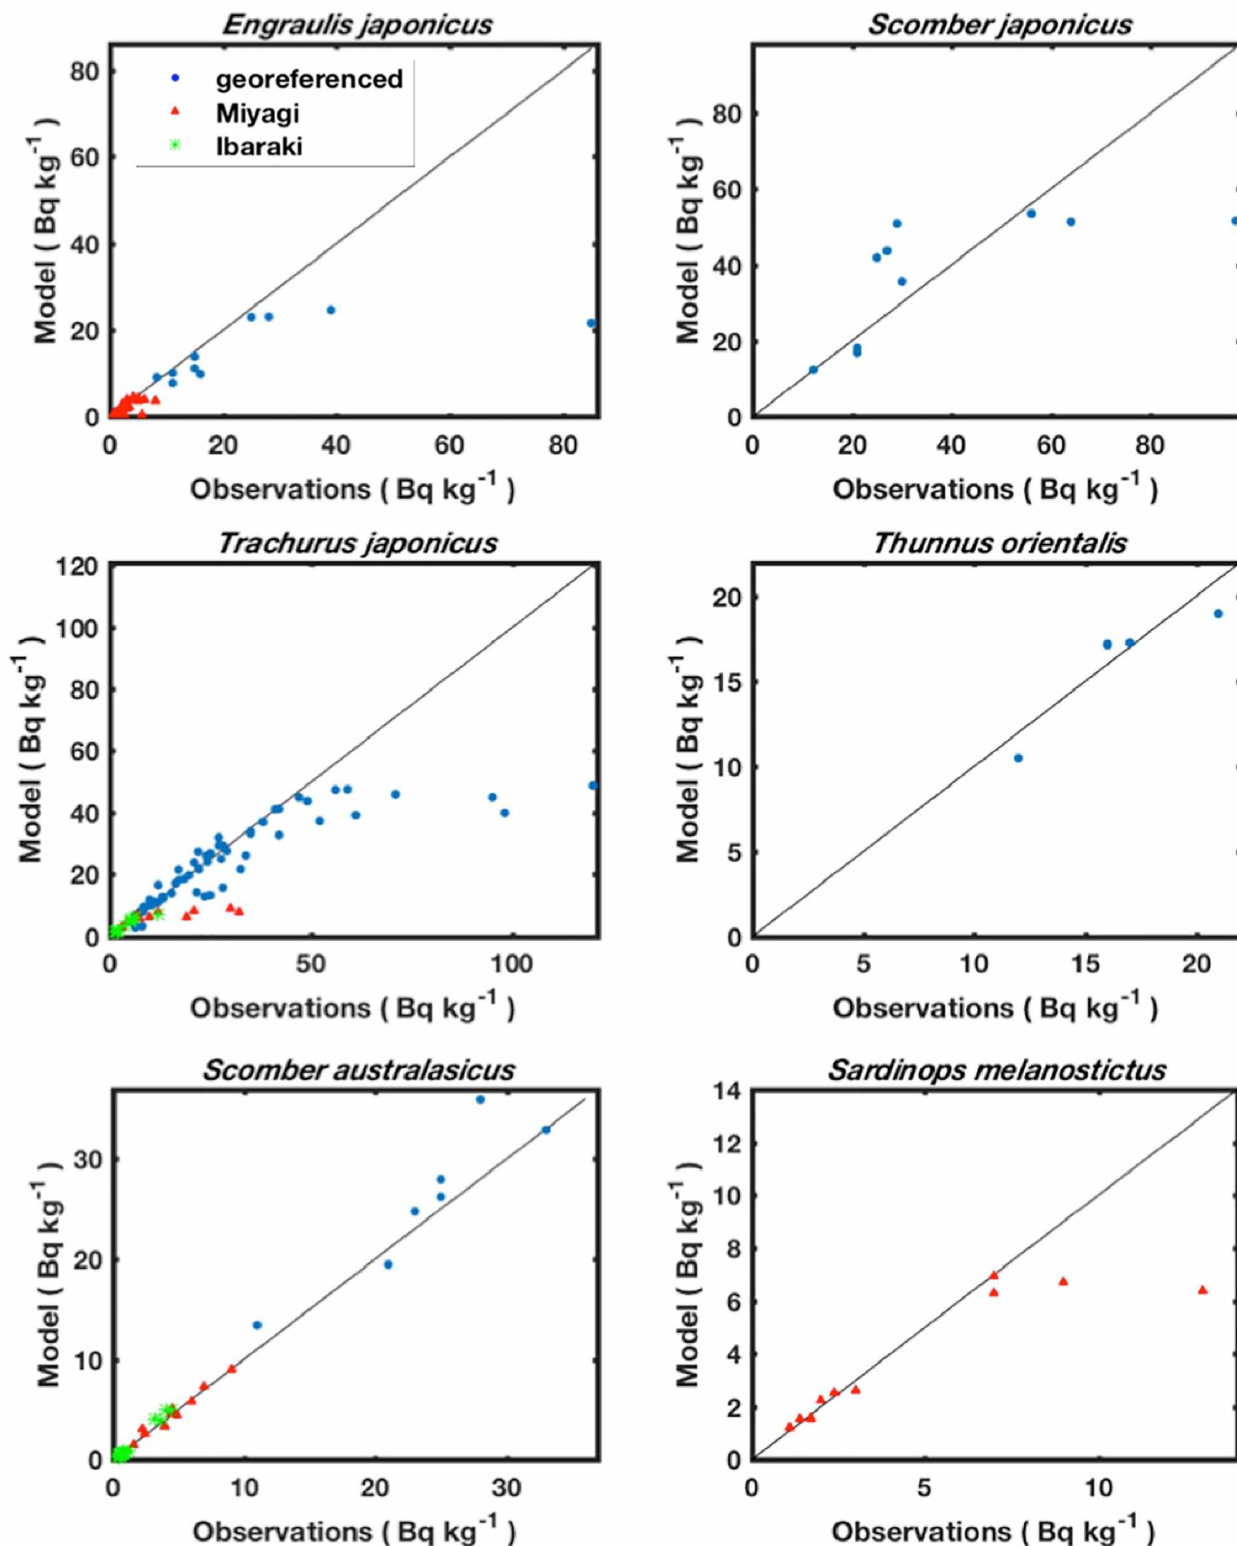 Engraulis japonicus
80
60
40
20
0
Model ( Bq kg-1 )
georeferenced
Miyagi
Ibaraki
0 20 40 60 80
Observations ( Bq kg-1 )
Scomber japonicus
80
60
40
20
0
Model ( Bq kg-1 )
0 20 40 60 80
Observations ( Bq kg-1 )
Trachurus japonicus
120
100
80
60
40
20
0
Model ( Bq kg-1 )
0 50 100
Observations ( Bq kg-1 )
Thunnus orientalis
20
15
10
5
0
Model ( Bq kg-1 )
0 5 10 15 20
Observations ( Bq kg-1 )
Scomber australasicus
30
20
10
0
Model ( Bq kg-1 )
0 10 20 30
Observations ( Bq kg-1 )
Sardinops melanostictus
14
12
10
8
6
4
2
0
Model ( Bq kg-1 )
0 5 10
Observations ( Bq kg-1 )